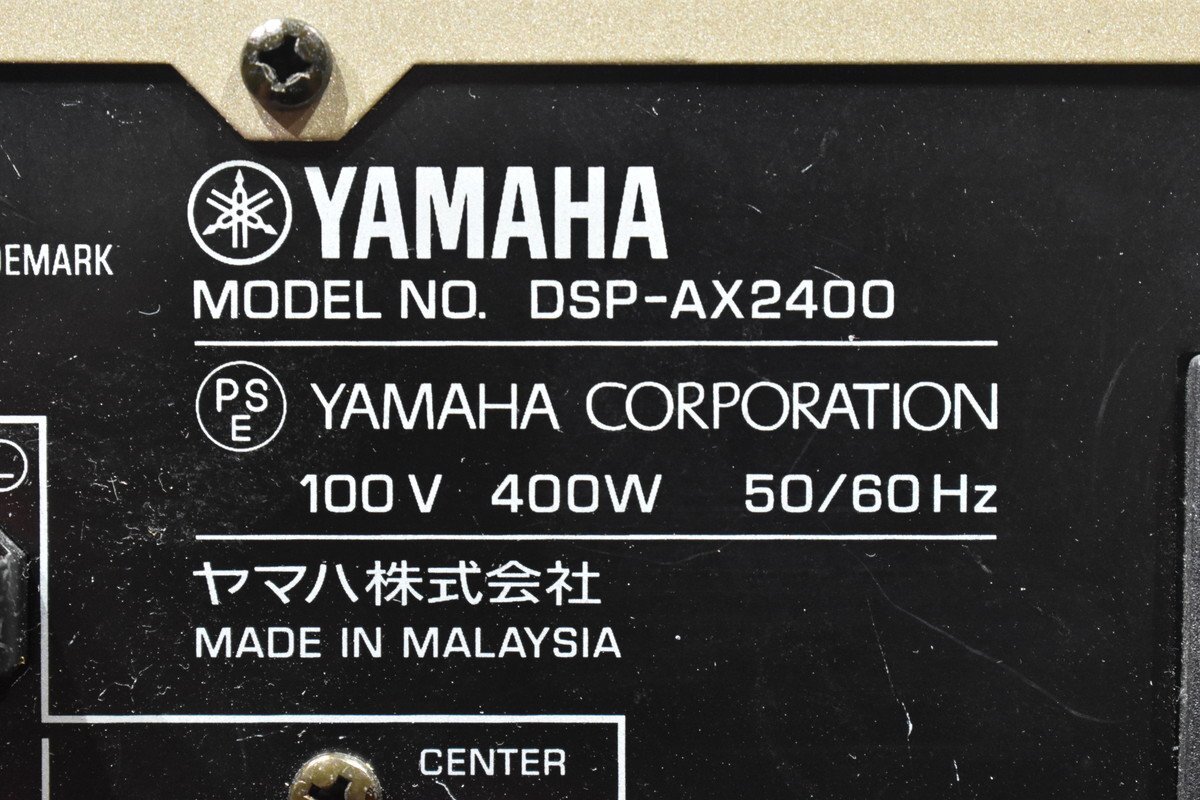 YAMAHA
DEMARK
MODEL NO. DSP-AX2400
PSE YAMAHA CORPORATION
100 V 400W 50/60 Hz
ヤマハ株式会社
MADE IN MALAYSIA
CENTER